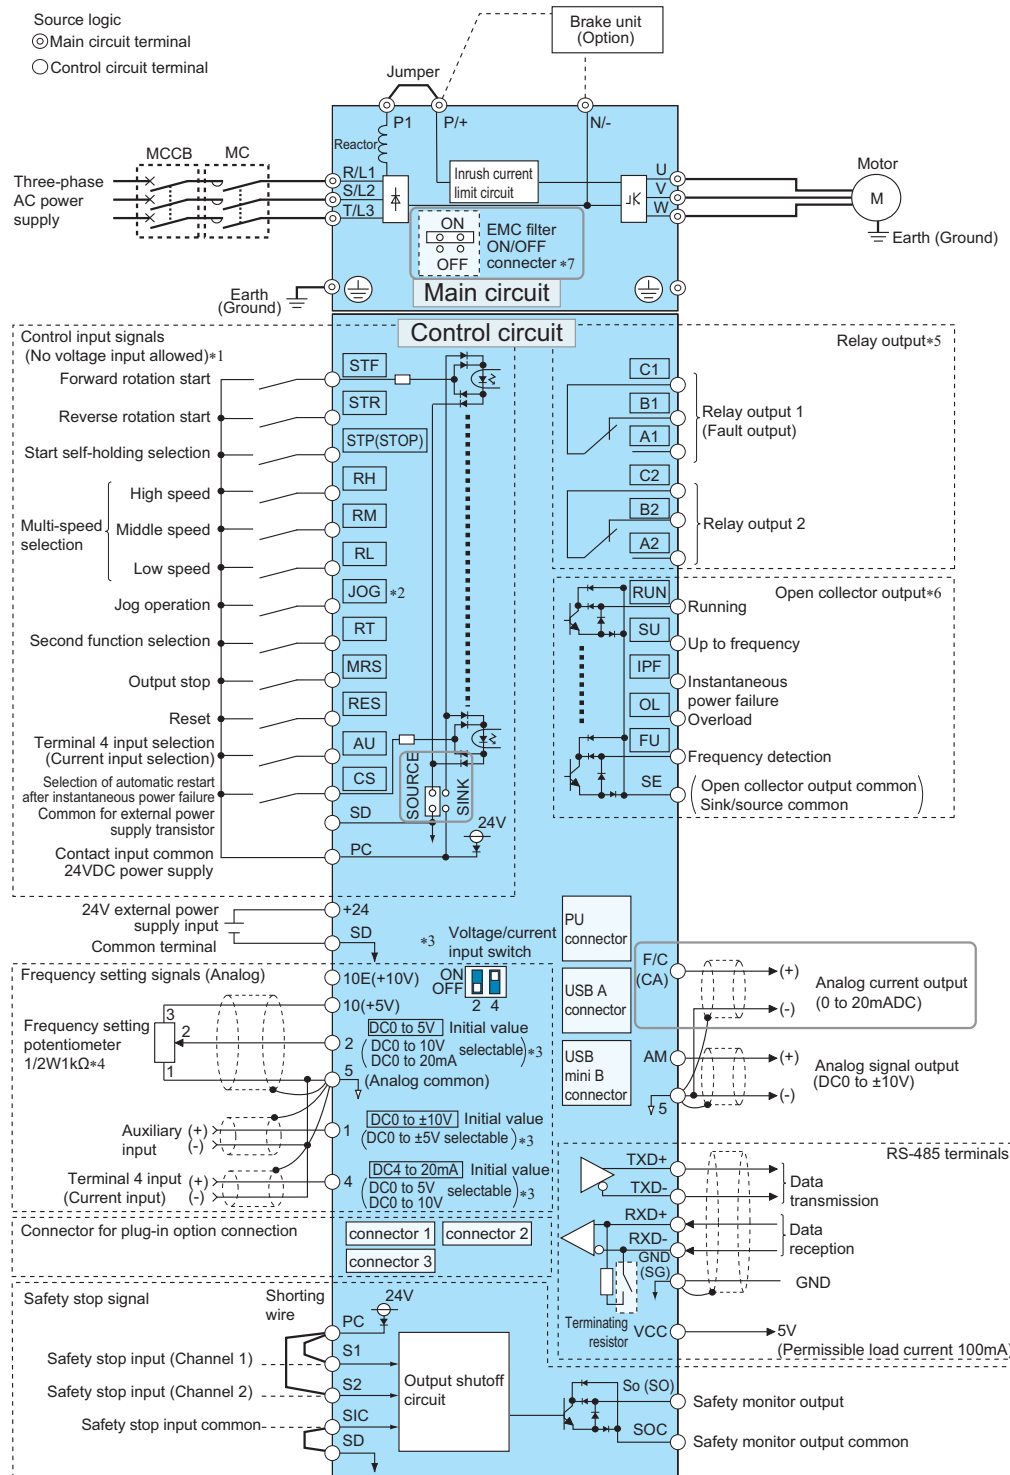 Source logic
Main circuit terminal
Control circuit terminal
Brake unit
(Option)
Jumper
P1
P/+
N/-
Reactor
MCCB
MC
R/L1
S/L2
T/L3
Three-phase
AC power
supply
Inrush current
limit circuit
U
V
W
Motor
M
Earth (Ground)
ON
OFF
EMC filter
ON/OFF
connecter *7
Earth
(Ground)
Main circuit
Control circuit
Control input signals
(No voltage input allowed)*1
Forward rotation start
STF
Reverse rotation start
STR
Start self-holding selection
STP(STOP)
Multi-speed
selection
High speed
RH
Middle speed
RM
Low speed
RL
Jog operation
JOG *2
Second function selection
RT
Output stop
MRS
Reset
RES
Terminal 4 input selection
(Current input selection)
AU
Selection of automatic restart
after instantaneous power failure
CS
Common for external power
supply transistor
SD
Contact input common
24VDC power supply
PC
SOURCE
SINK
24V
Relay output*5
C1
B1
A1
Relay output 1
(Fault output)
C2
B2
A2
Relay output 2
Open collector output*6
RUN
Running
SU
Up to frequency
IPF
Instantaneous
power failure
OL
Overload
FU
Frequency detection
SE
Open collector output common
Sink/source common
24V external power
supply input
+24
Common terminal
SD
*3 Voltage/current
input switch
ON
OFF
2 4
PU
connector
USB A
connector
USB
mini B
connector
Frequency setting signals (Analog)
10E(+10V)
10(+5V)
Frequency setting
potentiometer
1/2W1kΩ*4
3
2
1
2
DC0 to 5V Initial value
(DC0 to 10V
DC0 to 20mA selectable)*3
5
(Analog common)
Auxiliary
input
(+)
(-)
1
DC0 to ±10V Initial value
(DC0 to ±5V selectable)*3
Terminal 4 input
(Current input)
(+)
(-)
4
DC4 to 20mA Initial value
(DC0 to 5V
DC0 to 10V selectable)*3
F/C
(CA)
(+)
(-)
Analog current output
(0 to 20mADC)
AM
5
(+)
(-)
Analog signal output
(DC0 to ±10V)
RS-485 terminals
TXD+
TXD-
Data
transmission
RXD+
RXD-
Data
reception
GND
(SG)
GND
Terminating
resistor
VCC
5V
(Permissible load current 100mA)
Connector for plug-in option connection
connector 1
connector 2
connector 3
Safety stop signal
Shorting
wire
24V
PC
Safety stop input (Channel 1)
S1
Safety stop input (Channel 2)
S2
Safety stop input common
SIC
SD
Output shutoff
circuit
So (SO)
Safety monitor output
SOC
Safety monitor output common